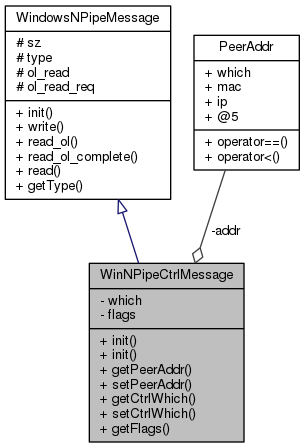 WindowsNPipeMessage
# sz
# type
# ol_read
# ol_read_req
+ init()
+ write()
+ read_ol()
+ read_ol_complete()
+ read()
+ getType()
PeerAddr
+ which
+ mac
+ ip
+ @5
+ operator==()
+ operator<()
-addr
WinNPipeCtrlMessage
- which
- flags
+ init()
+ init()
+ getPeerAddr()
+ setPeerAddr()
+ getCtrlWhich()
+ setCtrlWhich()
+ getFlags()